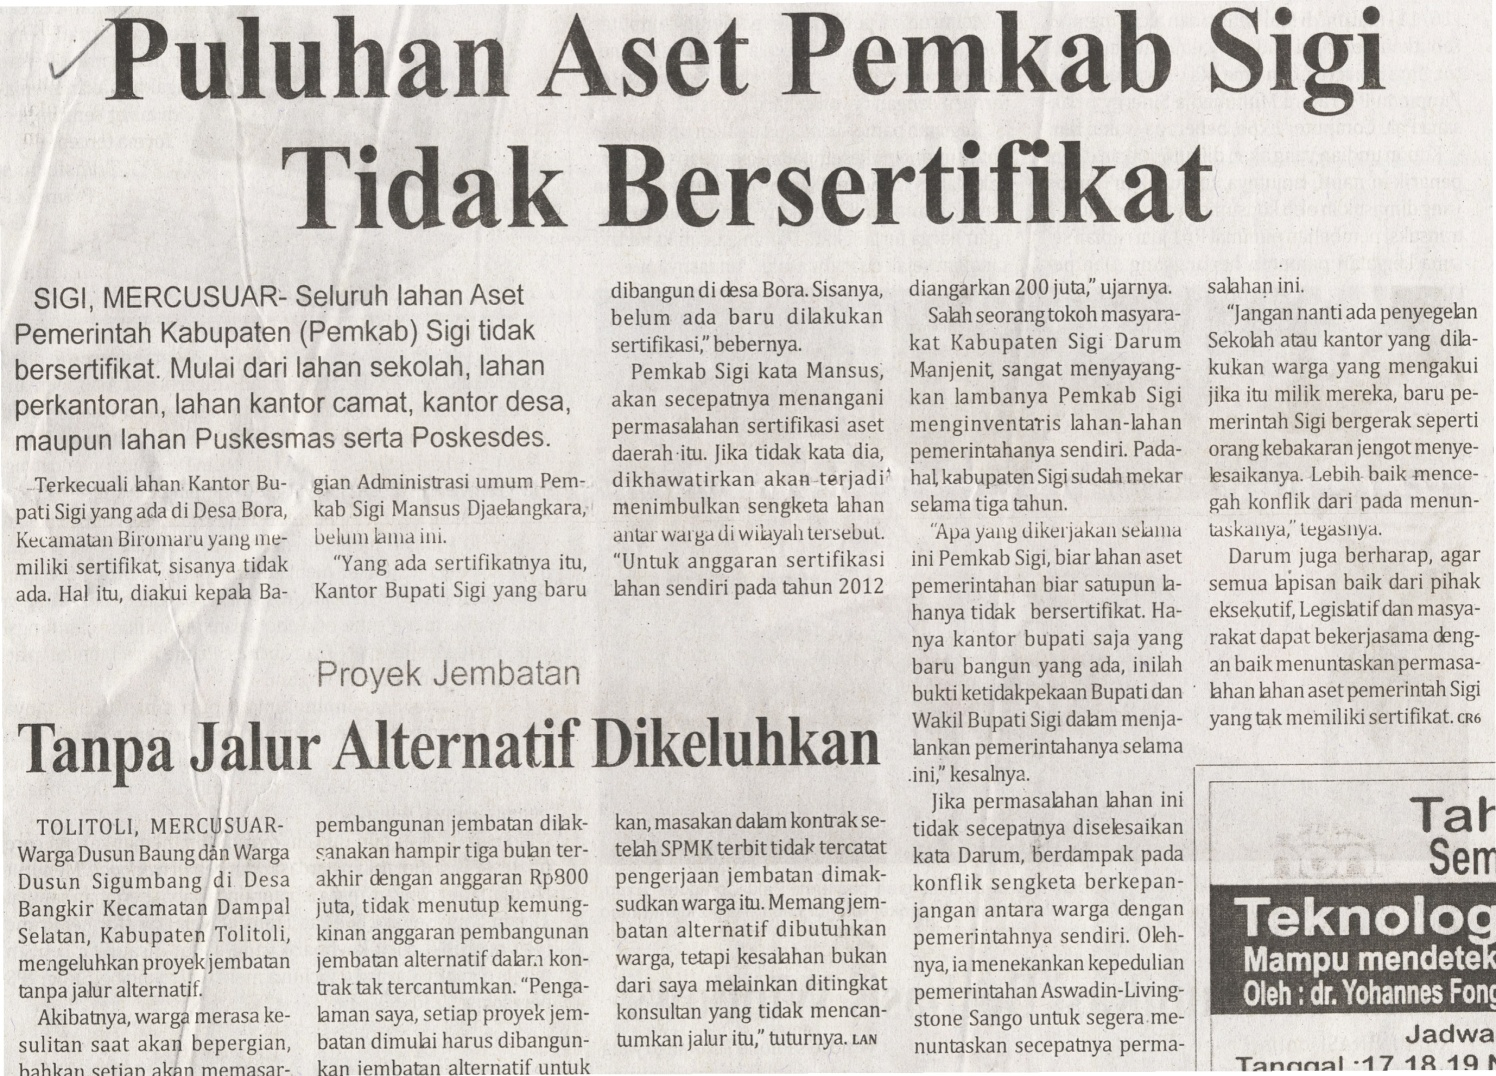 Puluhan Aset Pemkab Sigi
Tidak Bersertifikat
SIGI, MERCUSUAR- Seluruh lahan Aset
Pemerintah Kabupaten (Pemkab) Sigi tidak
bersertifikat. Mulai dari lahan sekolah, lahan
perkantoran, lahan kantor camat, kantor desa,
maupun lahan Puskesmas serta Poskesdes.
Terkecuali lahan Kantor Bu-
pati Sigi yang ada di Desa Bora,
Kecamatan Biromaru yang me-
miliki sertifikat, sisanya tidak
ada. Hal itu, diakui kepala Ba-
gian Administrasi umum Pem-
kab Sigi Mansus Djaelangkara,
belum lama ini.
"Yang ada sertifikatnya itu,
Kantor Bupati Sigi yang baru
dibangun di desa Bora. Sisanya,
belum ada baru dilakukan
sertifikasi," bebernya.
Pemkab Sigi kata Mansus,
akan secepatnya menangani
permasalahan sertifikasi aset
daerah itu. Jika tidak kata dia,
dikhawatirkan akan terjadi
menimbulkan sengketa lahan
antar warga di wilayah tersebut.
"Untuk anggaran sertifikasi
lahan sendiri pada tahun 2012
diangarkan 200 juta," ujarnya.
Salah seorang tokoh masyara-
kat Kabupaten Sigi Darum
Manjenit, sangat menyayang-
kan lambanya Pemkab Sigi
menginventaris lahan-lahan
pemerintahanya sendiri. Pada-
hal, kabupaten Sigi sudah mekar
selama tiga tahun.
"Apa yang dikerjakan selama
ini Pemkab Sigi, biar lahan aset
pemerintahan biar satupun la-
hanya tidak bersertifikat. Ha-
nya kantor bupati saja yang
baru bangun yang ada, inilah
bukti ketidakpekaan Bupati dan
Wakil Bupati Sigi dalam menja-
lankan pemerintahanya selama
ini," kesalnya.
Jika permasalahan lahan ini
tidak secepatnya diselesaikan
kata Darum, berdampak pada
konflik sengketa berkepan-
jangan antara warga dengan
pemerintahnya sendiri. Oleh-
nya, ia menekankan kepedulian
pemerintahan Aswadin-Living-
stone Sango untuk segera me-
nuntaskan secepatnya perma-
salahan ini.
"Jangan nanti ada penyegelan
Sekolah atau kantor yang dila-
kukan warga yang mengakui
jika itu milik mereka, baru pe-
merintah Sigi bergerak seperti
orang kebakaran jengot menye-
lesaikanya. Lebih baik mence-
gah konflik dari pada menun-
taskanya," tegasnya.
Darum juga berharap, agar
semua lapisan baik dari pihak
eksekutif, Legislatif dan masya-
rakat dapat bekerjasama deng-
an baik menuntaskan permasa-
lahan lahan aset pemerintah Sigi
yang tak memiliki sertifikat. CR6
Proyek Jembatan
Tanpa Jalur Alternatif Dikeluhkan
TOLITOLI, MERCUSUAR-
Warga Dusun Baung dan Warga
Dusun Sigumbang di Desa
Bangkir Kecamatan Dampal
Selatan, Kabupaten Tolitoli,
mengeluhkan proyek jembatan
tanpa jalur alternatif.
Akibatnya, warga merasa ke-
sulitan saat akan bepergian,
bahkan setiap akan memasar-
pembangunan jembatan dilak-
sanakan hampir tiga bulan ter-
akhir dengan anggaran Rp800
juta, tidak menutup kemung-
kinan anggaran pembangunan
jembatan alternatif dalam kon-
trak tak tercantumkan. "Penga-
laman saya, setiap proyek jem-
batan dimulai harus dibangun-
kan jembatan alternatif untuk
kan, masakan dalam kontrak se-
telah SPMK terbit tidak tercatat
pengerjaan jembatan dimak-
sudkan warga itu. Memang jem-
batan alternatif dibutuhkan
warga, tetapi kesalahan bukan
dari saya melainkan ditingkat
konsultan yang tidak mencan-
tumkan jalur itu," tuturnya. LAN
Tah
Sem
Teknolog
Mampu mendetek
Oleh : dr. Yohannes Fong
Jadwa
Tanggal :17,18,19 N